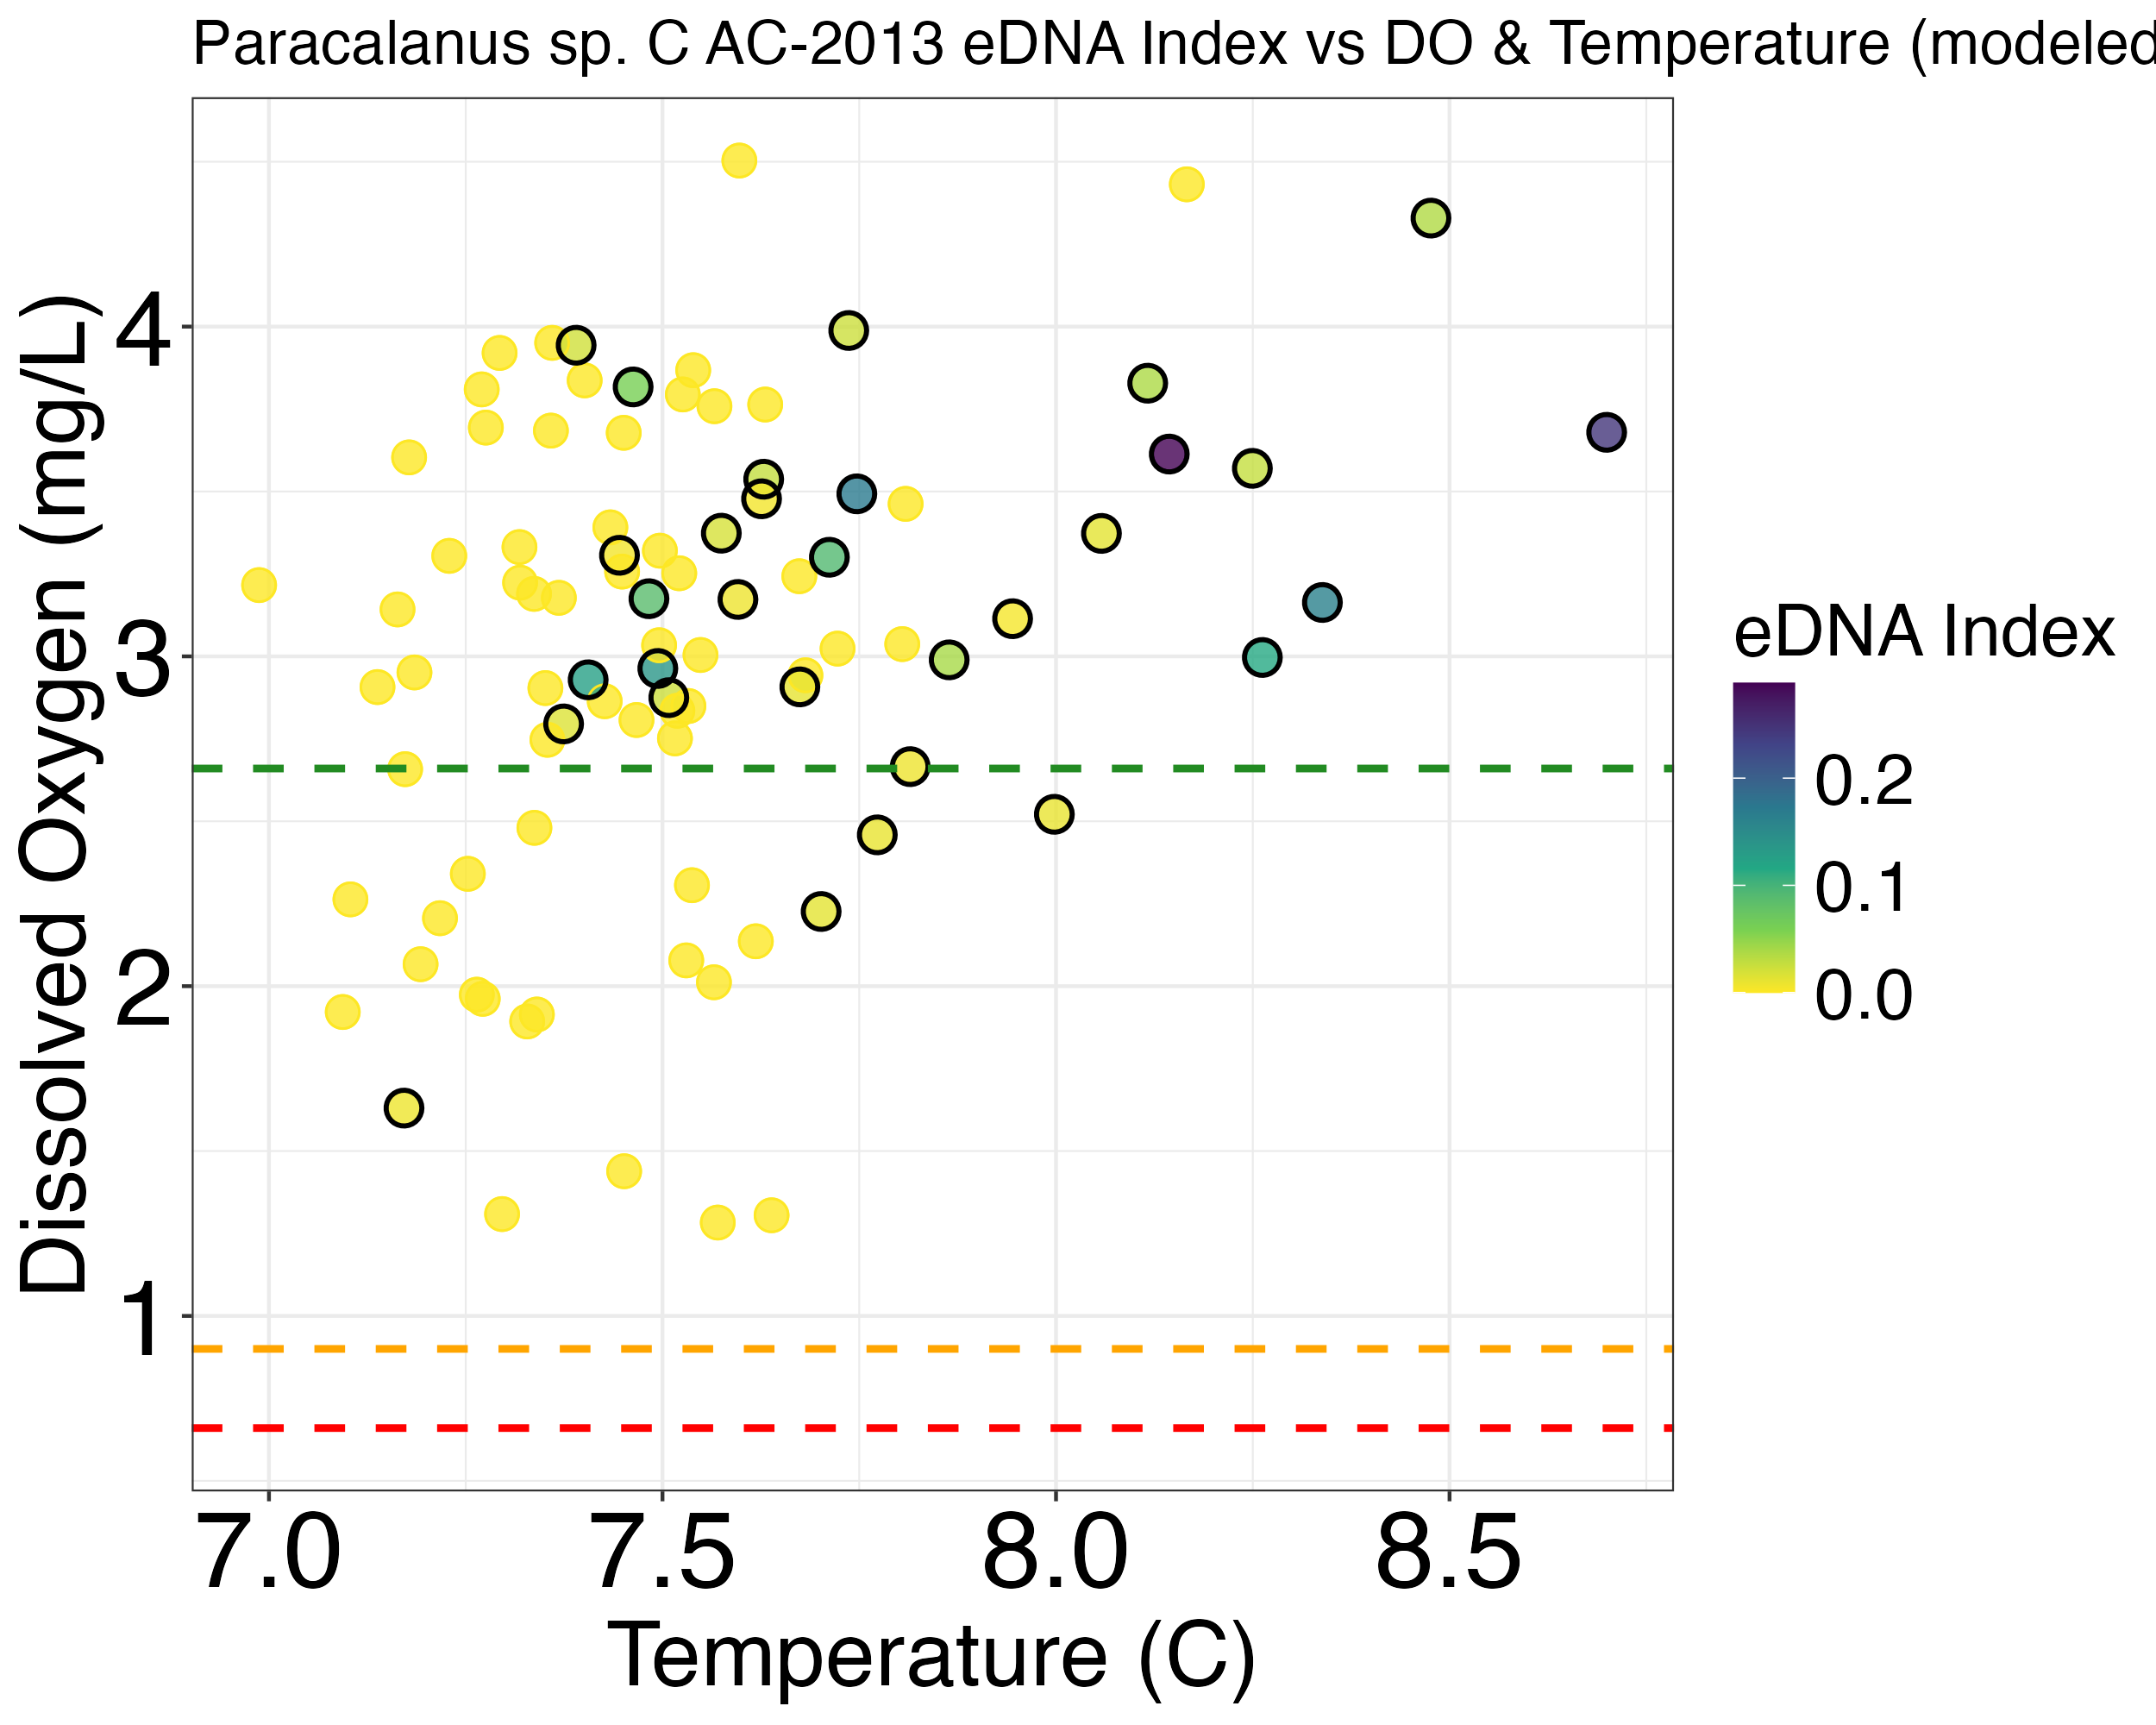 Paracalanus sp. C AC-2013 eDNA Index vs DO & Temperature (modeled
Dissolved Oxygen (mg/L)
4
3
2
1
7.0 7.5 8.0 8.5
Temperature (C)
eDNA Index
0.2
0.1
0.0